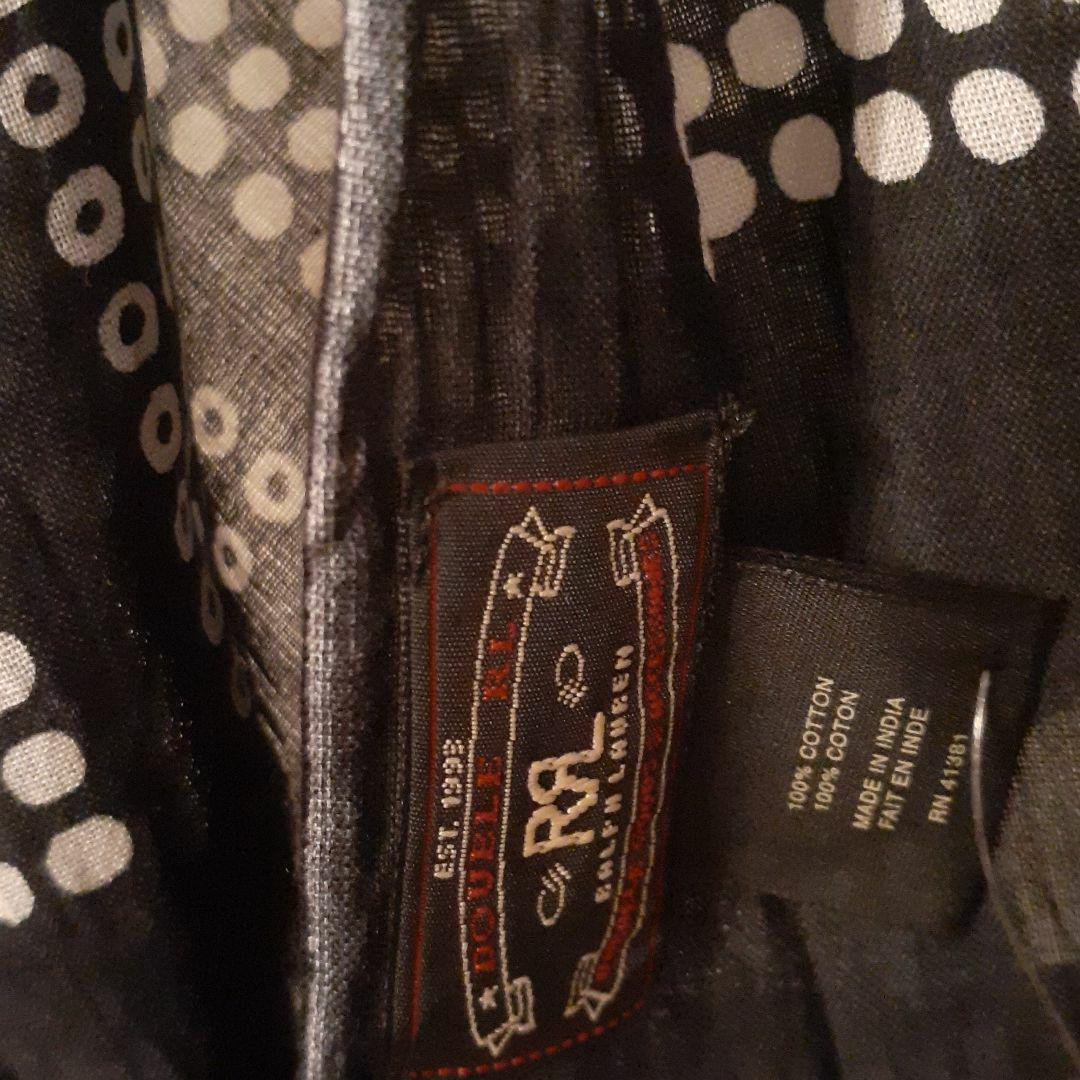 EST. 1993
★ DOUBLE RL ★
RRL
RALPH LAUREN
100% COTTON
100% COTON
MADE IN INDIA
FAIT EN INDE
RN 41381